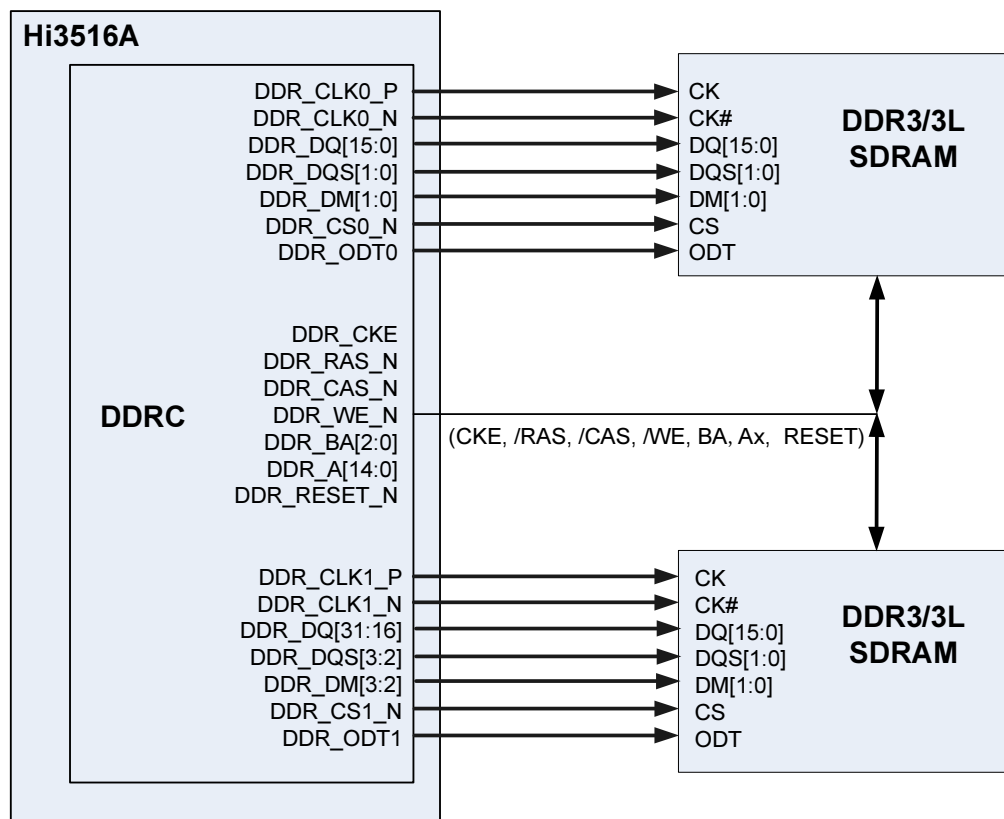 Hi3516A
DDRC
DDR_CLK0_P
DDR_CLK0_N
DDR_DQ[15:0]
DDR_DQS[1:0]
DDR_DM[1:0]
DDR_CS0_N
DDR_ODT0
CK
CK#
DQ[15:0]
DQS[1:0]
DM[1:0]
CS
ODT
DDR3/3L
SDRAM
DDR_CKE
DDR_RAS_N
DDR_CAS_N
DDR_WE_N
DDR_BA[2:0]
DDR_A[14:0]
DDR_RESET_N
(CKE, /RAS, /CAS, /WE, BA, Ax, RESET)
DDR_CLK1_P
DDR_CLK1_N
DDR_DQ[31:16]
DDR_DQS[3:2]
DDR_DM[3:2]
DDR_CS1_N
DDR_ODT1
CK
CK#
DQ[15:0]
DQS[1:0]
DM[1:0]
CS
ODT
DDR3/3L
SDRAM